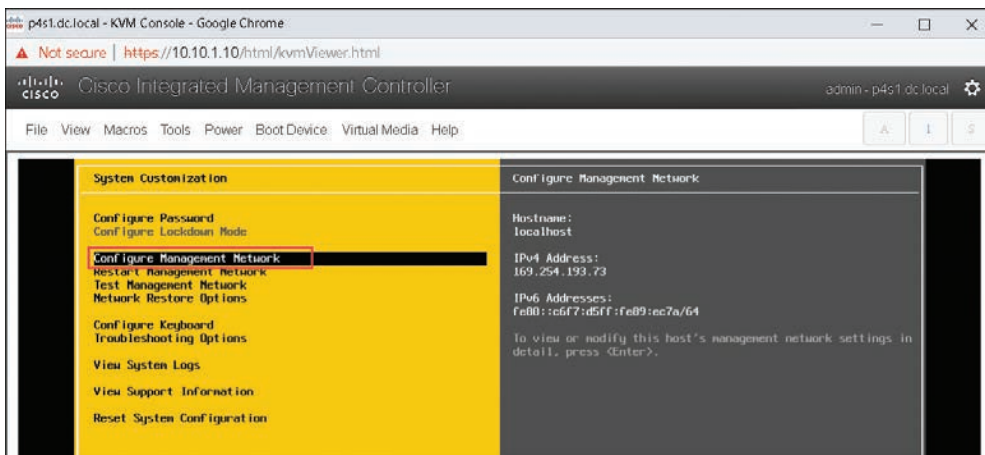 p4s1.dc.local - KVM Console - Google Chrome
Not secure | https://10.10.1.10/html/kvmViewer.html
cisco Cisco Integrated Management Controller admin - p4s1.dc.local
File View Macros Tools Power Boot Device Virtual Media Help A 1 S
System Customization
Configure Password
Configure Lockdown Mode
Configure Management Network
Restart Management Network
Test Management Network
Network Restore Options
Configure Keyboard
Troubleshooting Options
View System Logs
View Support Information
Reset System Configuration
Configure Management Network
Hostname:
localhost
IPv4 Address:
169.254.193.73
IPv6 Addresses:
fe80::c6f7:d5ff:fe09:ec7a/64
To view or modify this host's management network settings in
detail, press <Enter>.